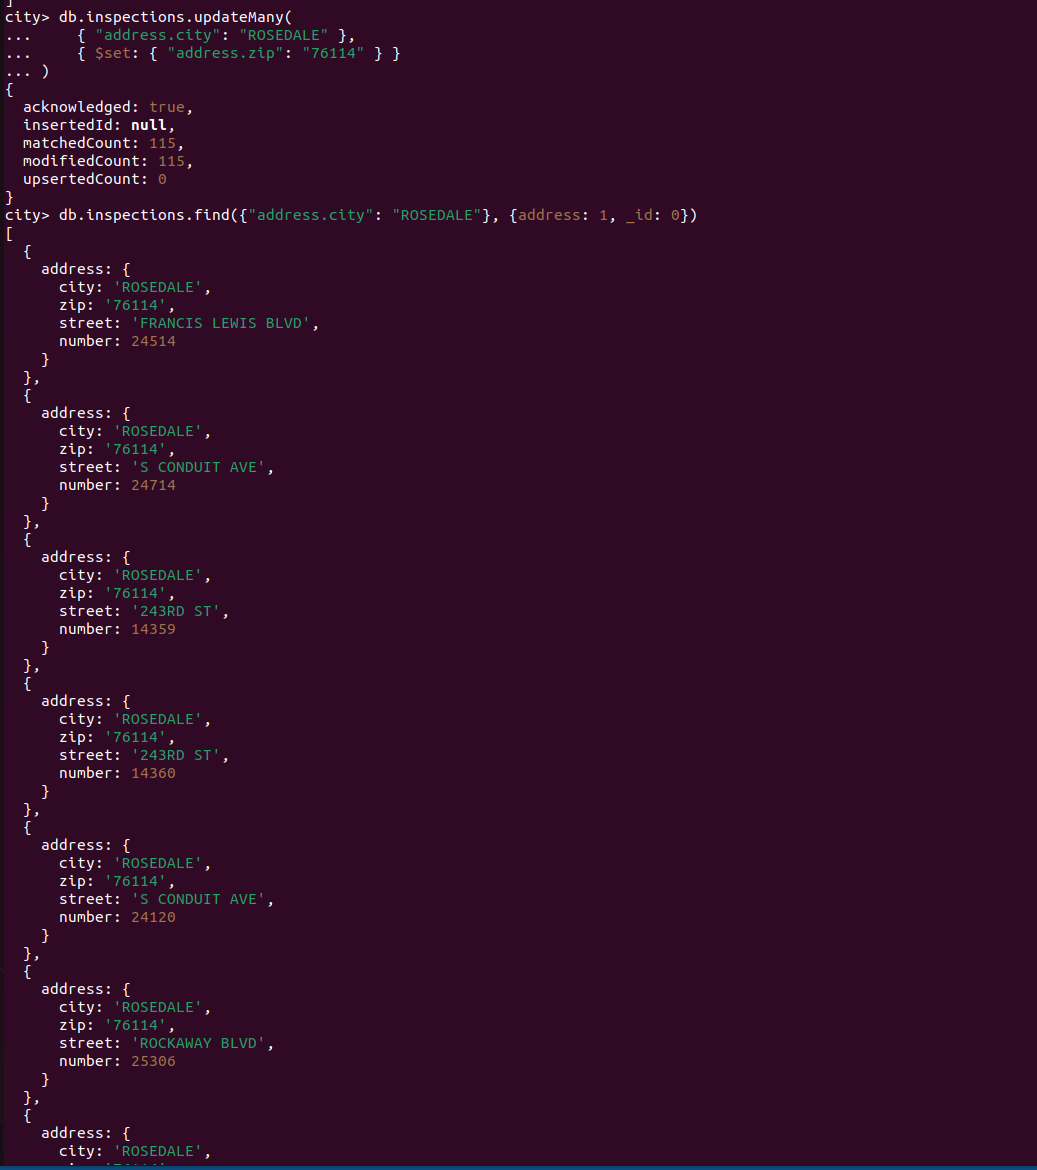 ]
city> db.inspections.updateMany(
...     { "address.city": "ROSEDALE" },
...     { $set: { "address.zip": "76114" } }
... )
{
  acknowledged: true,
  insertedId: null,
  matchedCount: 115,
  modifiedCount: 115,
  upsertedCount: 0
}
city> db.inspections.find({"address.city": "ROSEDALE"}, {address: 1, _id: 0})
[
  {
    address: {
      city: 'ROSEDALE',
      zip: '76114',
      street: 'FRANCIS LEWIS BLVD',
      number: 24514
    }
  },
  {
    address: {
      city: 'ROSEDALE',
      zip: '76114',
      street: 'S CONDUIT AVE',
      number: 24714
    }
  },
  {
    address: {
      city: 'ROSEDALE',
      zip: '76114',
      street: '243RD ST',
      number: 14359
    }
  },
  {
    address: {
      city: 'ROSEDALE',
      zip: '76114',
      street: '243RD ST',
      number: 14360
    }
  },
  {
    address: {
      city: 'ROSEDALE',
      zip: '76114',
      street: 'S CONDUIT AVE',
      number: 24120
    }
  },
  {
    address: {
      city: 'ROSEDALE',
      zip: '76114',
      street: 'ROCKAWAY BLVD',
      number: 25306
    }
  },
  {
    address: {
      city: 'ROSEDALE',